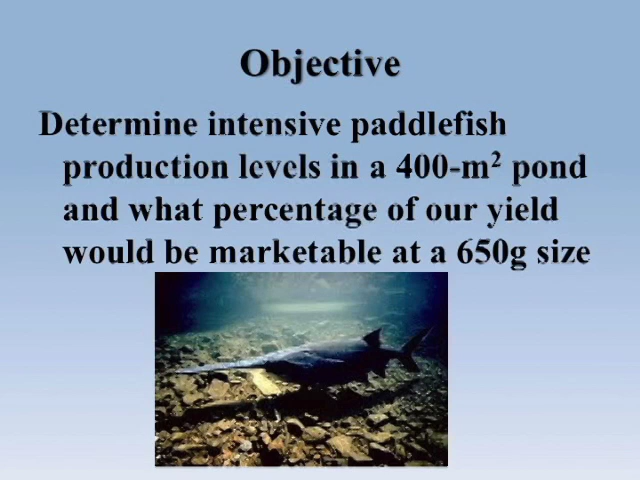 Objective
Determine intensive paddlefish
production levels in a 400-m² pond
and what percentage of our yield
would be marketable at a 650g size